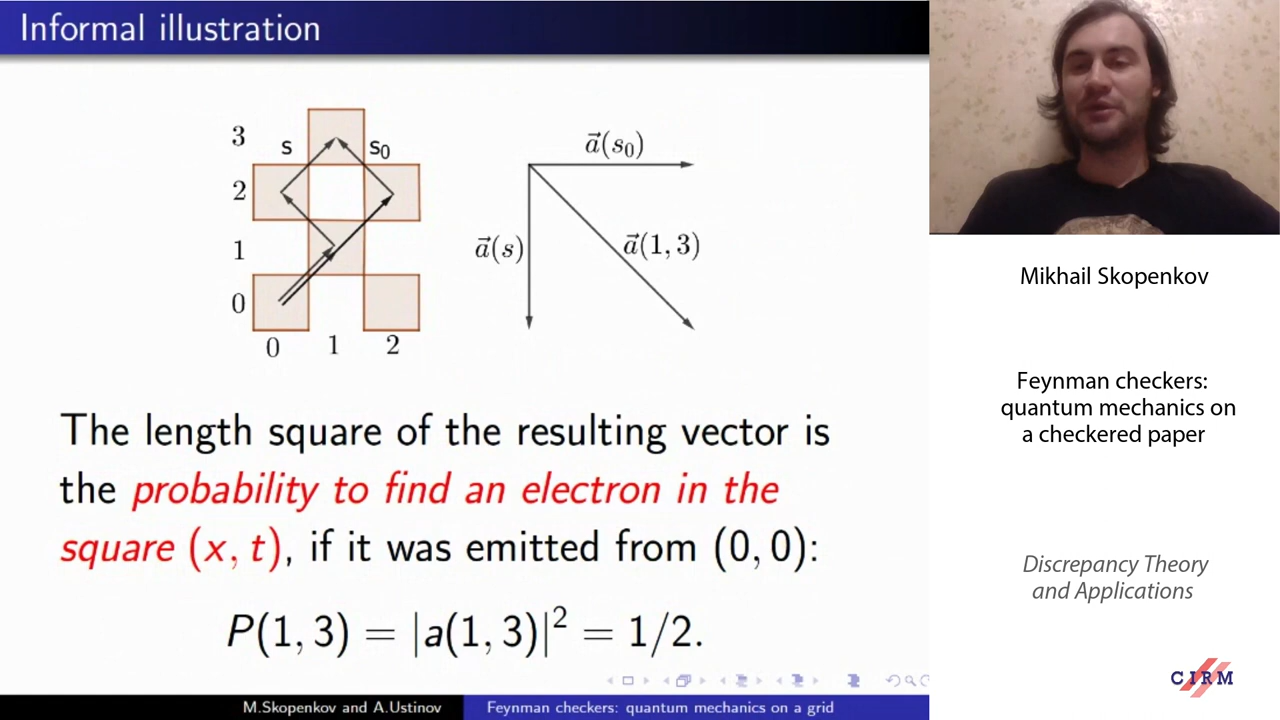 Informal illustration
3
s
s₀
2
1
0
0
1
2
a⃗(s₀)
a⃗(s)
a⃗(1, 3)
The length square of the resulting vector is
the probability to find an electron in the
square (x, t), if it was emitted from (0, 0):
P(1, 3) = |a(1, 3)|² = 1/2.
M.Skopenkov and A.Ustinov
Feynman checkers: quantum mechanics on a grid
Mikhail Skopenkov
Feynman checkers:
quantum mechanics on
a checkered paper
Discrepancy Theory
and Applications
CIRM